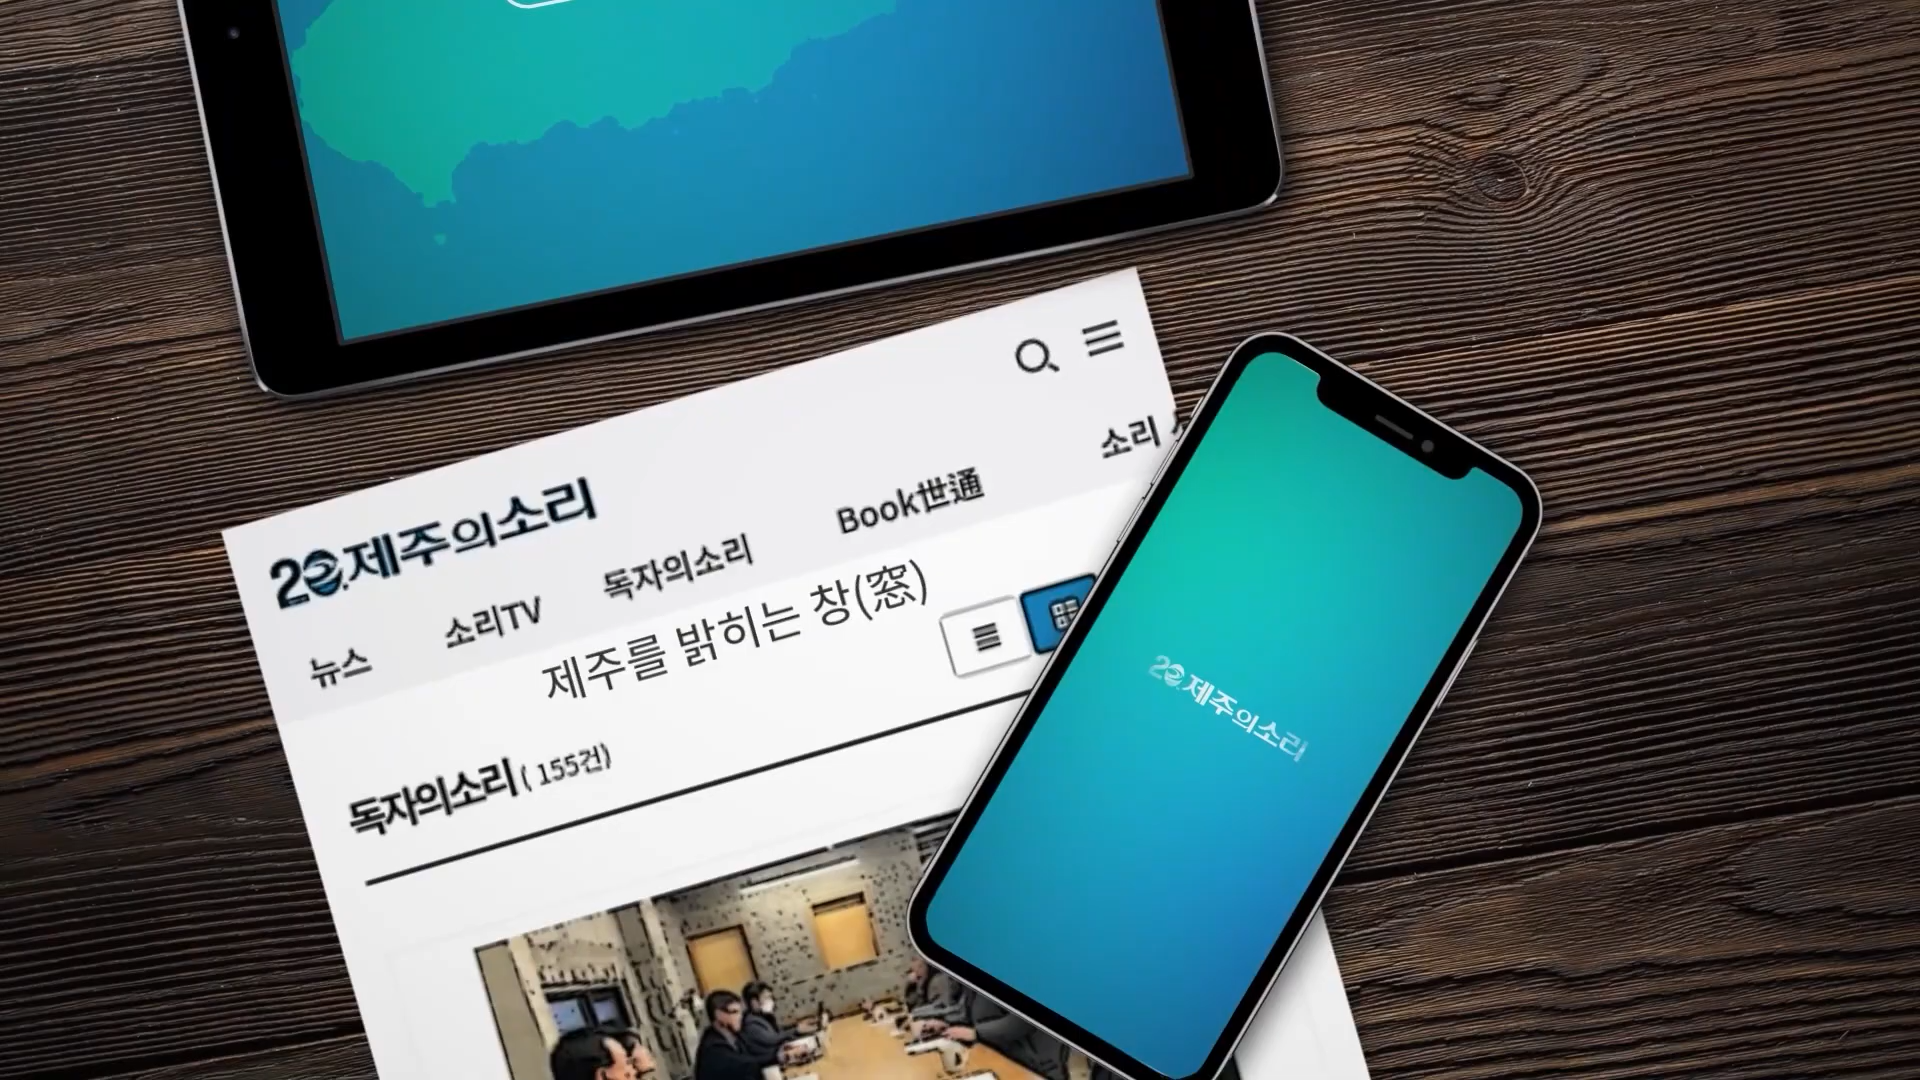 20.제주의소리
뉴스 소리TV 독자의소리 Book世通 소리
제주를 밝히는 창(窓)
독자의소리( 155건)
20.제주의소리